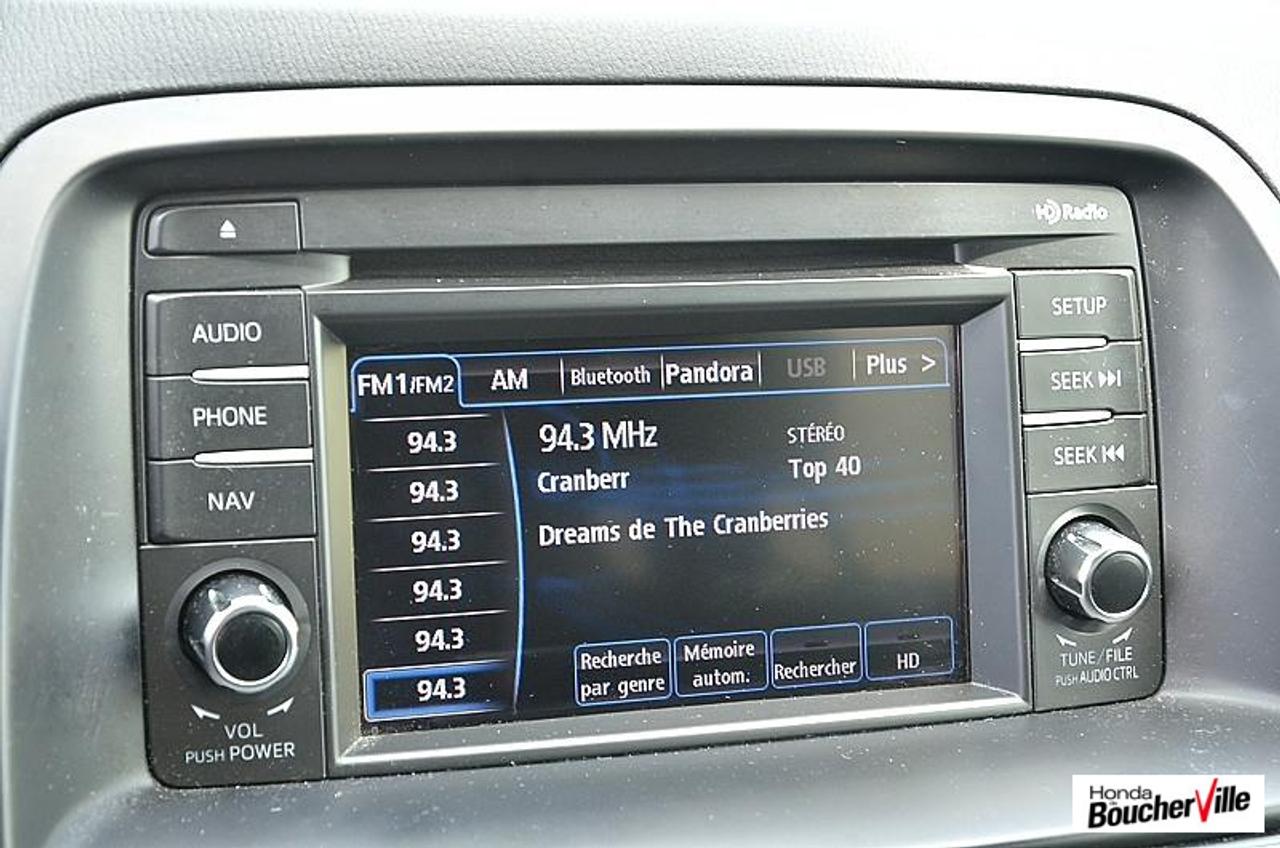 HD Radio
AUDIO
PHONE
NAV
VOL
PUSH POWER
SETUP
SEEK
SEEK
TUNE/FILE
PUSH AUDIO CTRL
FM1/FM2 AM Bluetooth Pandora USB Plus >
94.3
94.3
94.3
94.3
94.3
94.3
94.3 MHz STÉRÉO
Cranberr Top 40
Dreams de The Cranberries
Recherche
par genre
Mémoire
autom.
Rechercher
HD
Honda
de
BoucherVille